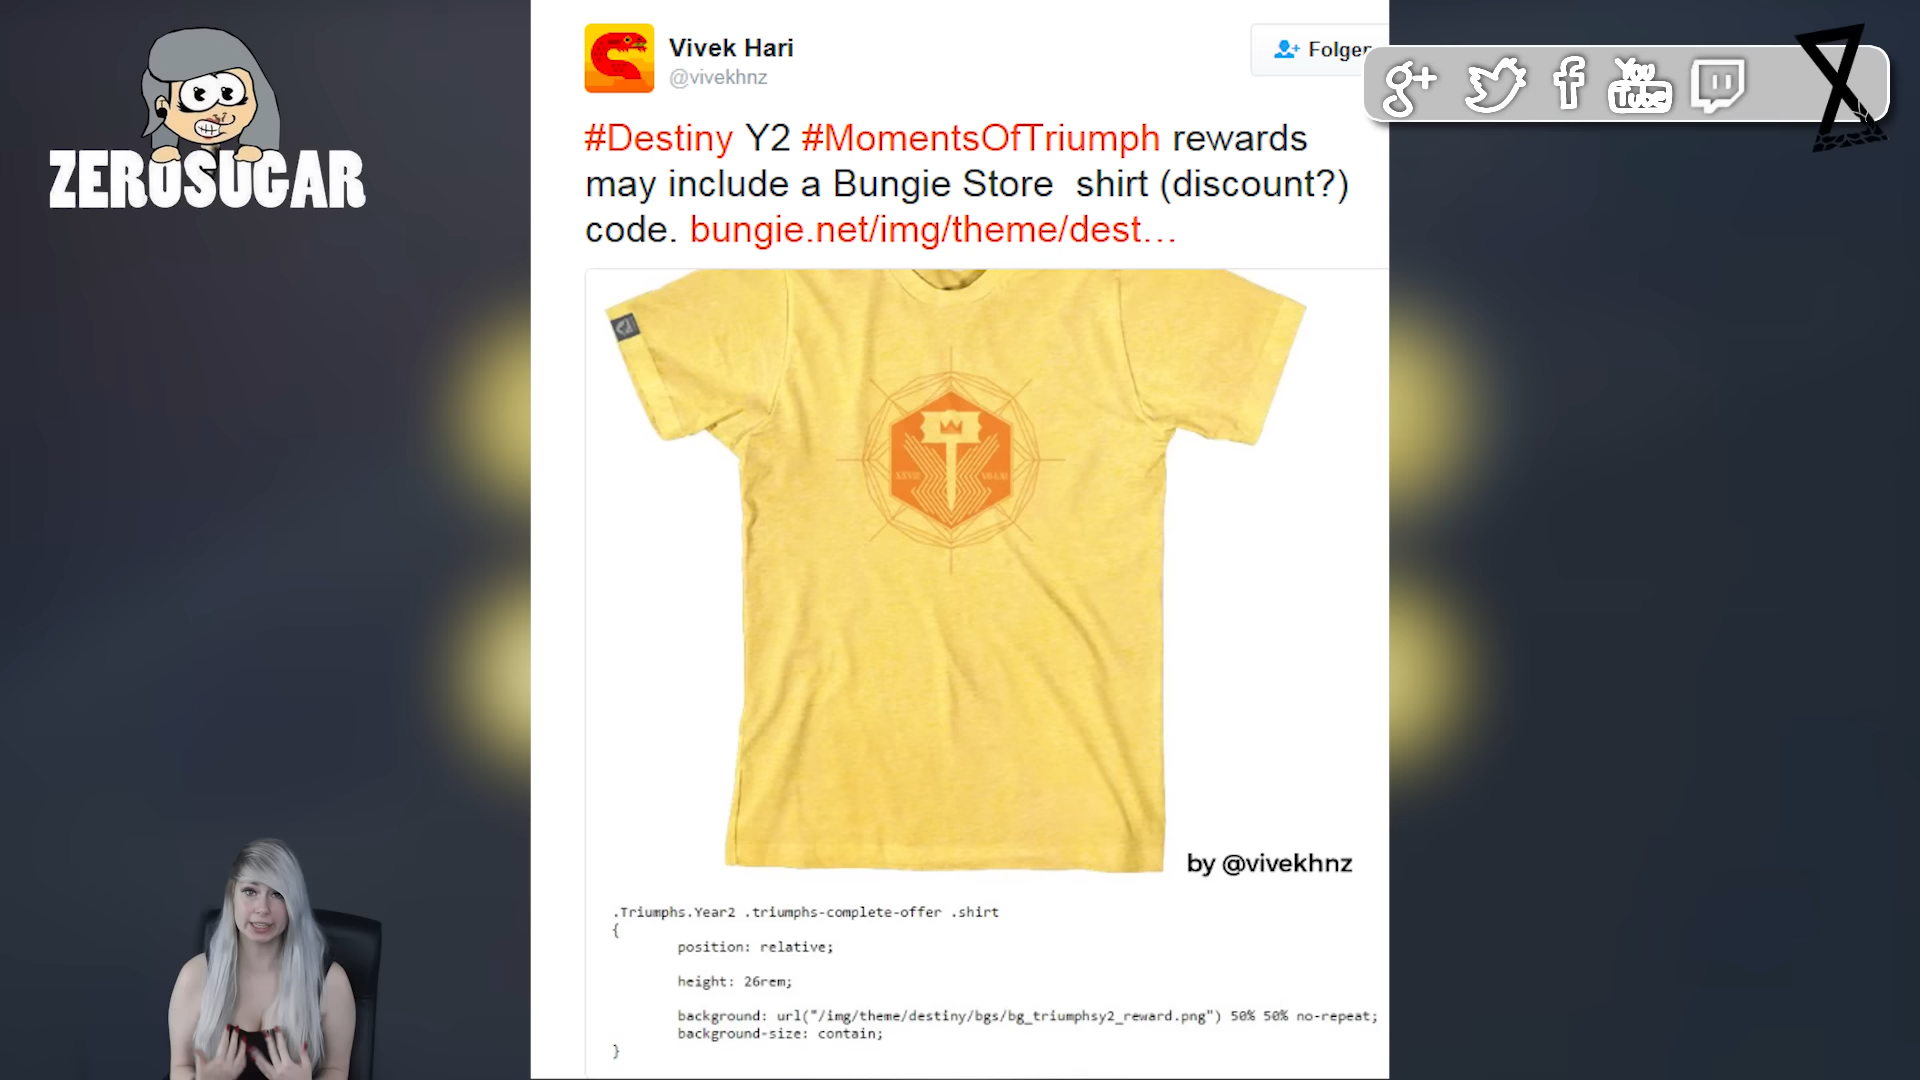 ZEROSUGAR
Vivek Hari
@vivekhnz
Folgen
You
Tube
#Destiny Y2 #MomentsOfTriumph rewards
may include a Bungie Store shirt (discount?)
code. bungie.net/img/theme/dest…
by @vivekhnz
.Triumphs.Year2 .triumphs-complete-offer .shirt
{
position: relative;
height: 26rem;
background: url("/img/theme/destiny/bgs/bg_triumphsy2_reward.png") 50% 50% no-repeat;
background-size: contain;
}